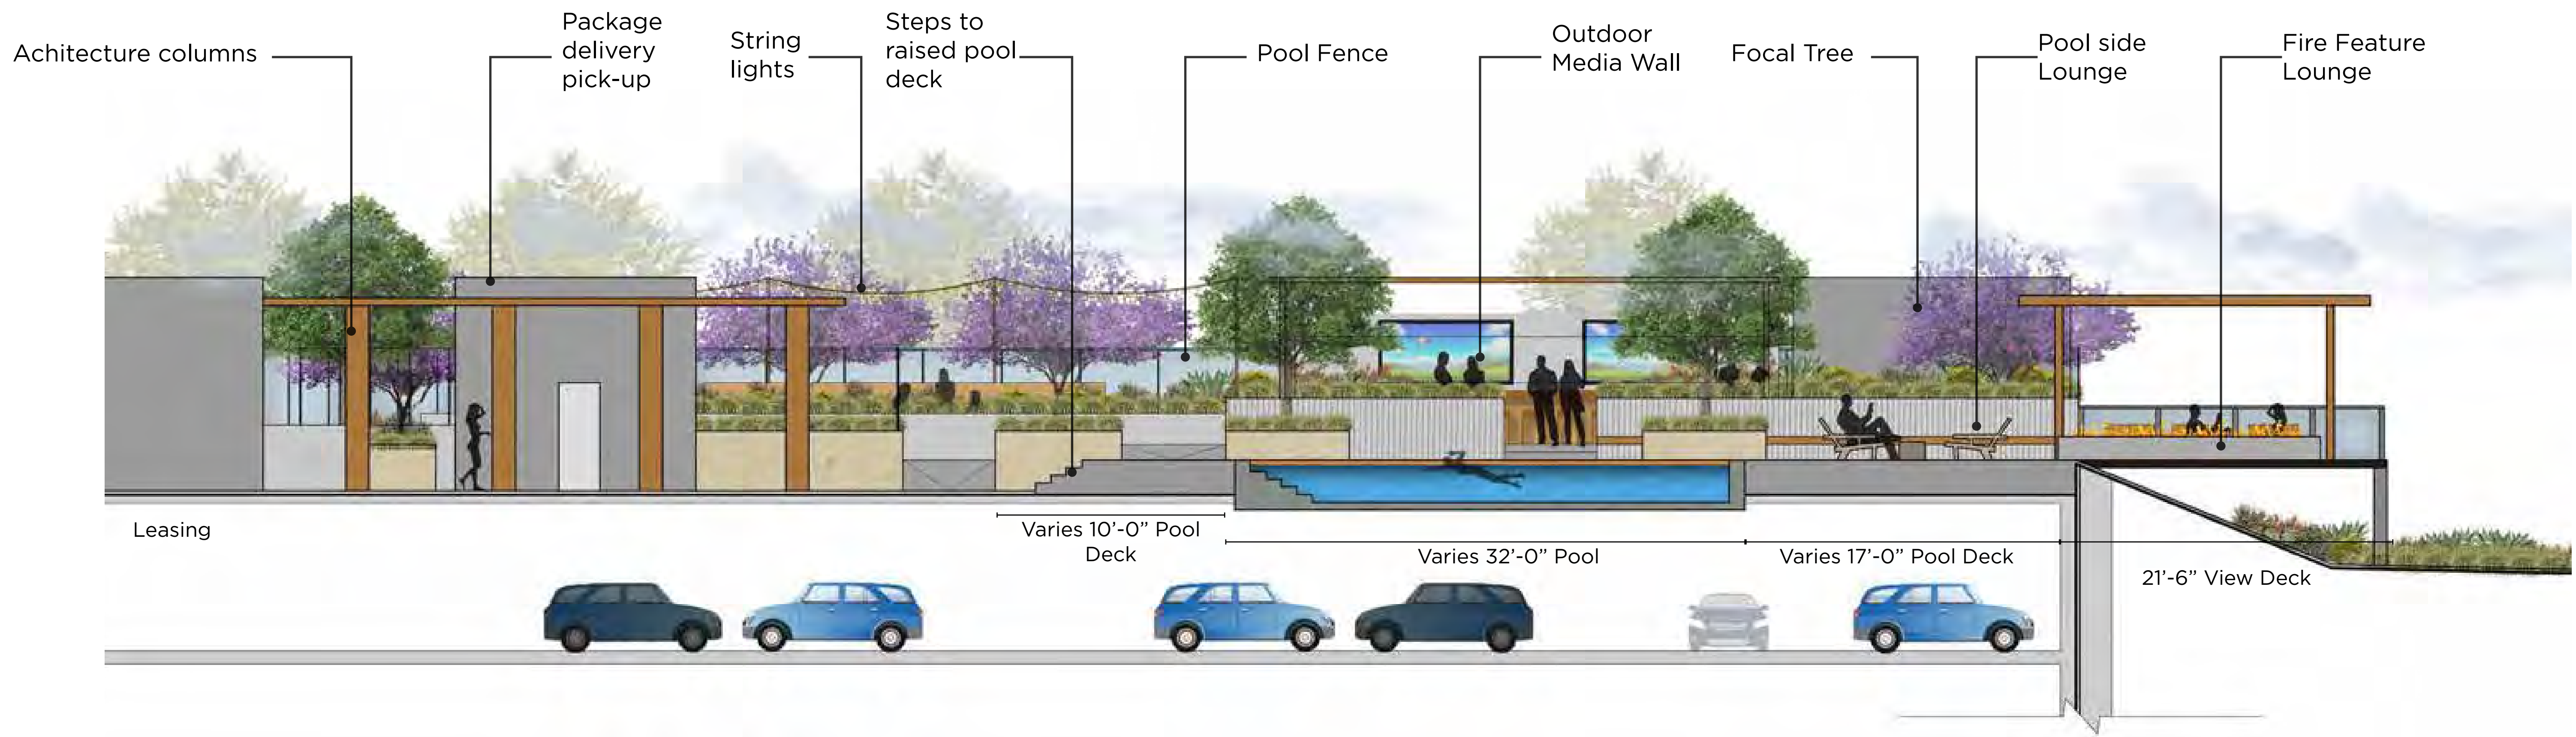 Achitecture columns
Package
delivery
pick-up
String
lights
Steps to
raised pool
deck
Pool Fence
Outdoor
Media Wall
Focal Tree
Pool side
Lounge
Fire Feature
Lounge
Leasing
Varies 10’-0” Pool
Deck
Varies 32’-0” Pool
Varies 17’-0” Pool Deck
21’-6” View Deck